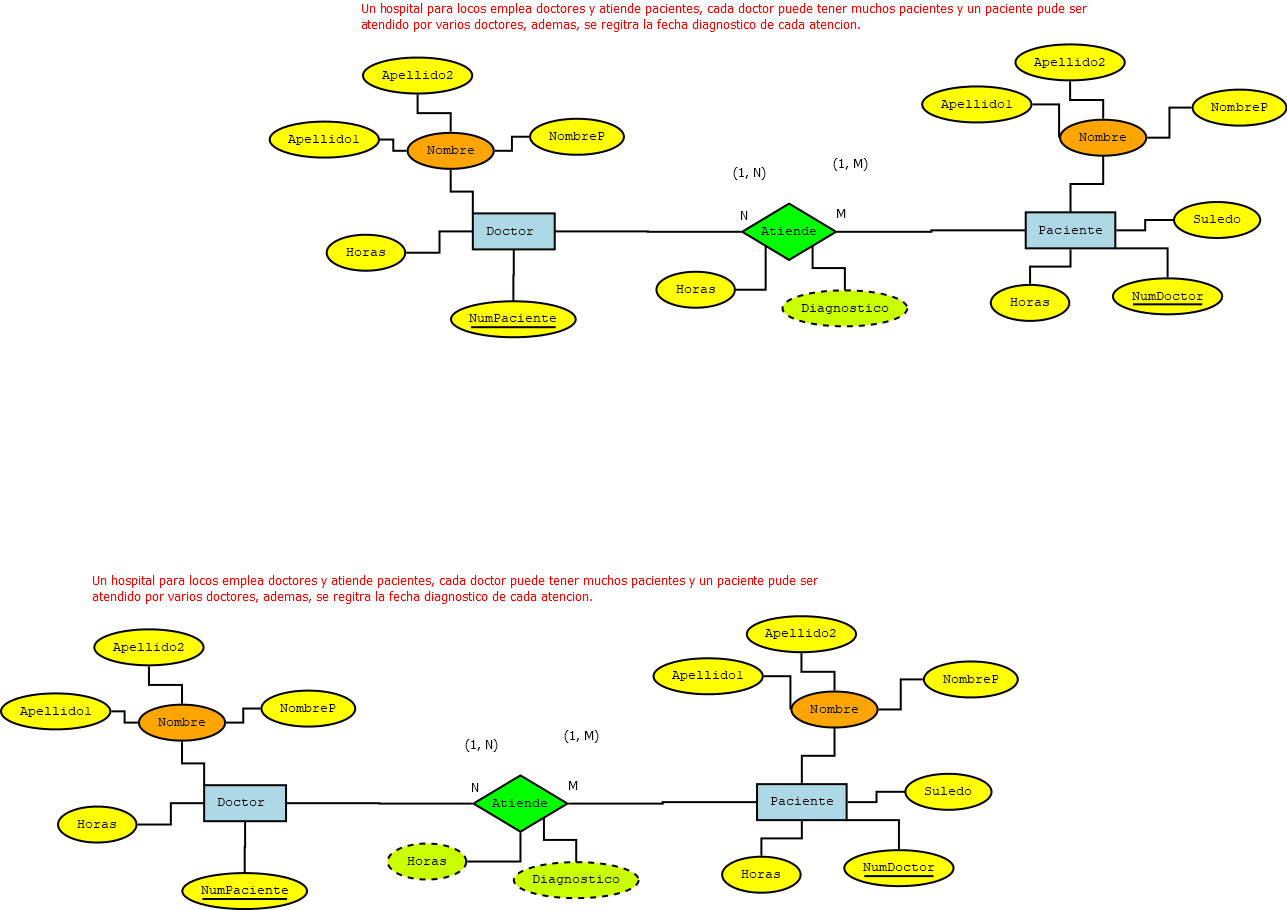 Un hospital para locos emplea doctores y atiende pacientes, cada doctor puede tener muchos pacientes y un paciente pude ser
atendido por varios doctores, ademas, se regitra la fecha diagnostico de cada atencion.
Apellido2
Apellido2
Apellido1
NombreP
Apellido1
NombreP
Nombre
Nombre
(1, N)
(1, M)
N
M
Doctor
Atiende
Paciente
Suledo
Horas
Horas
Diagnostico
Horas
NumDoctor
NumPaciente
Un hospital para locos emplea doctores y atiende pacientes, cada doctor puede tener muchos pacientes y un paciente pude ser
atendido por varios doctores, ademas, se regitra la fecha diagnostico de cada atencion.
Apellido2
Apellido2
Apellido1
NombreP
Apellido1
NombreP
Nombre
Nombre
(1, N)
(1, M)
N
M
Doctor
Atiende
Paciente
Suledo
Horas
Horas
Diagnostico
Horas
NumDoctor
NumPaciente